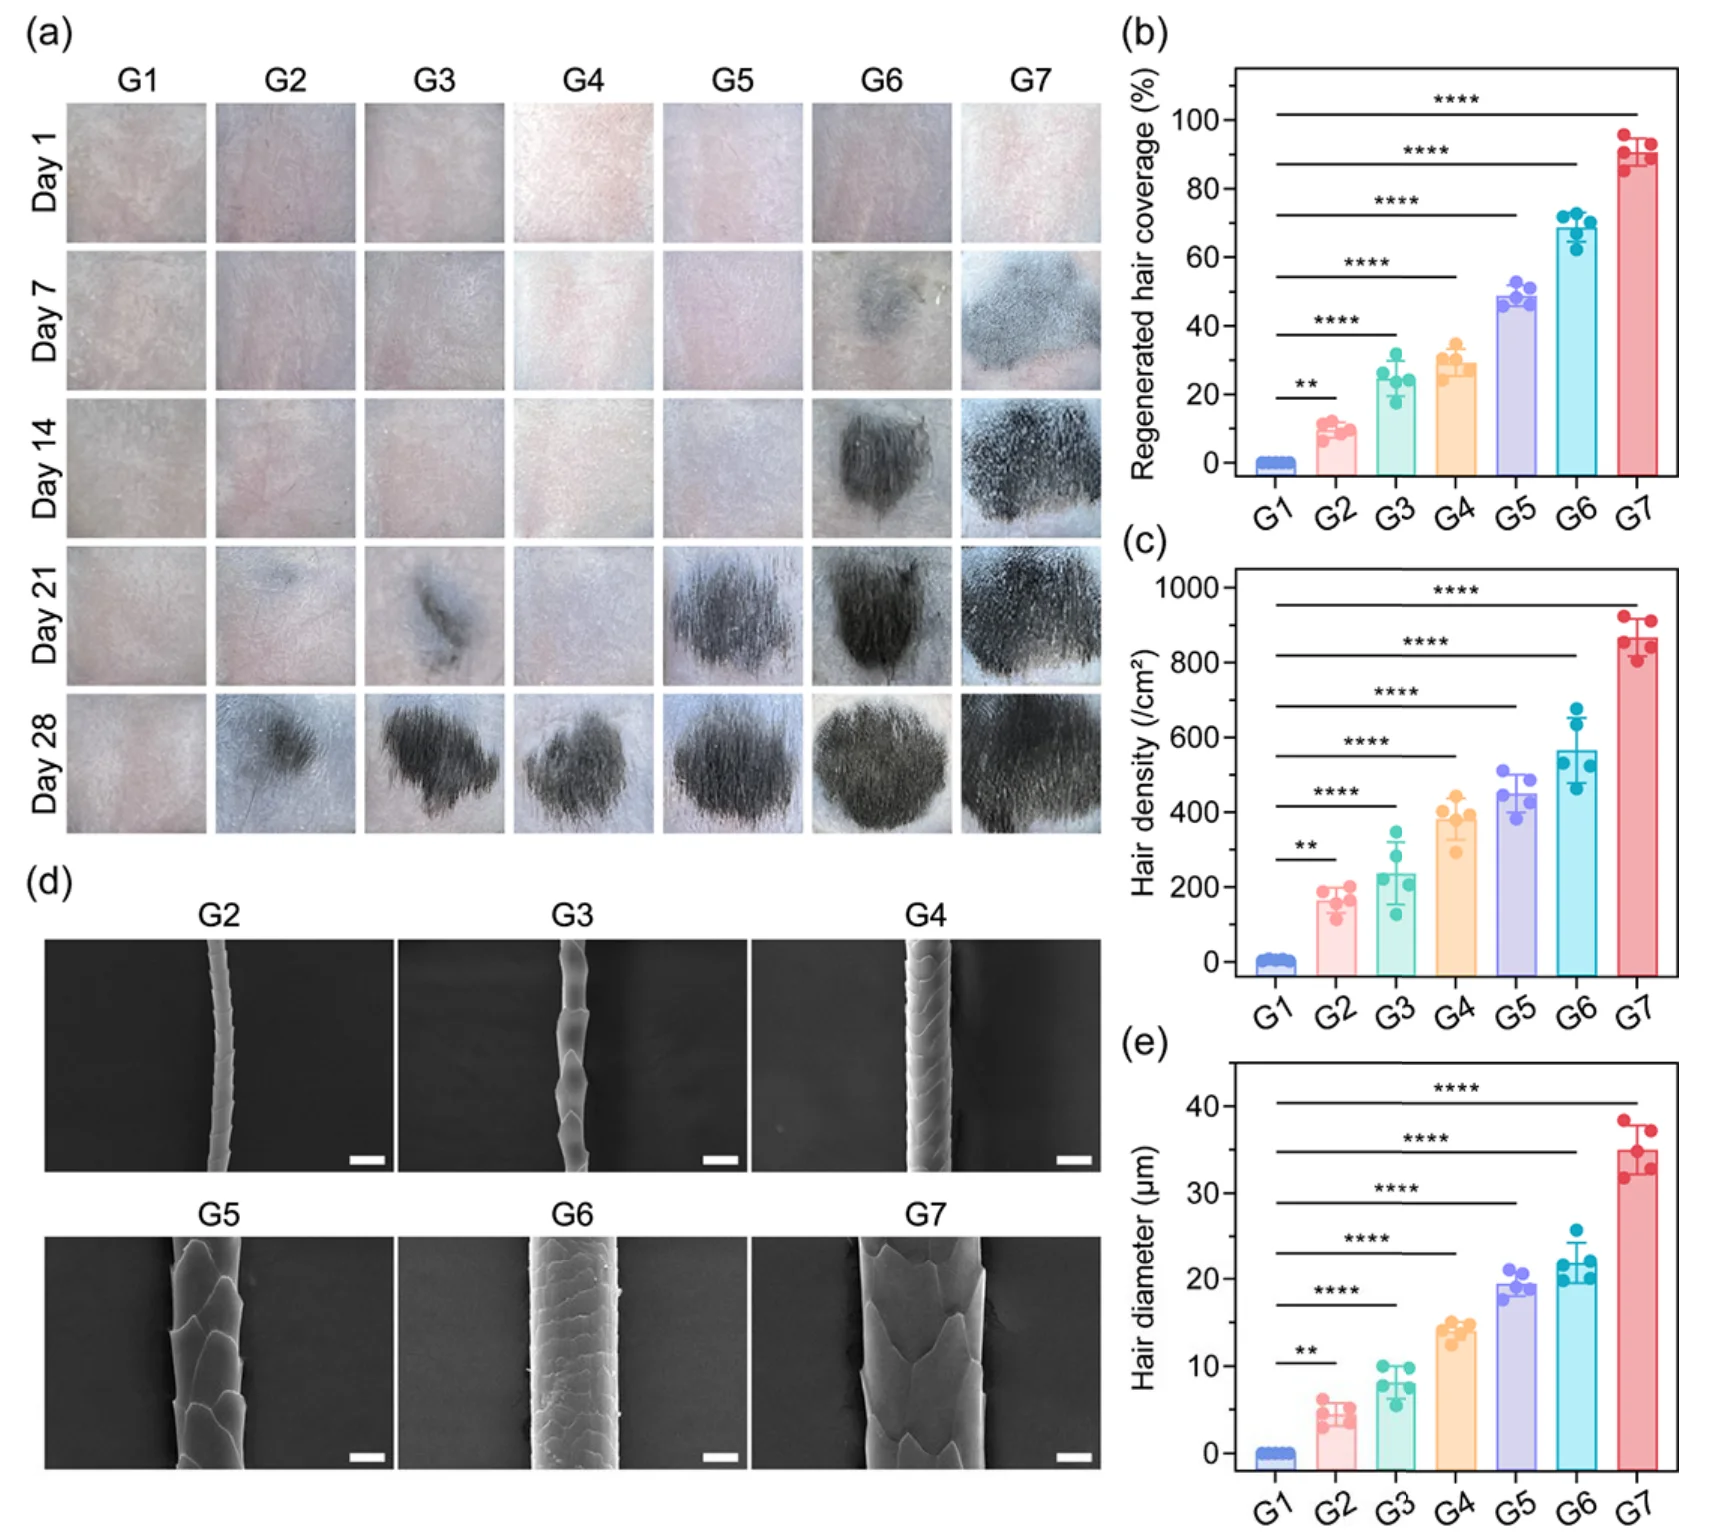 (a)
G1 G2 G3 G4 G5 G6 G7
Day 1
Day 7
Day 14
Day 21
Day 28
(b)
Regenerated hair coverage (%)
100
80
60
40
20
0
****
****
****
****
****
**
G1 G2 G3 G4 G5 G6 G7
(c)
Hair density (/cm²)
1000
800
600
400
200
0
****
****
****
****
****
**
G1 G2 G3 G4 G5 G6 G7
(d)
G2 G3 G4
G5 G6 G7
(e)
Hair diameter (μm)
40
30
20
10
0
****
****
****
****
****
**
G1 G2 G3 G4 G5 G6 G7